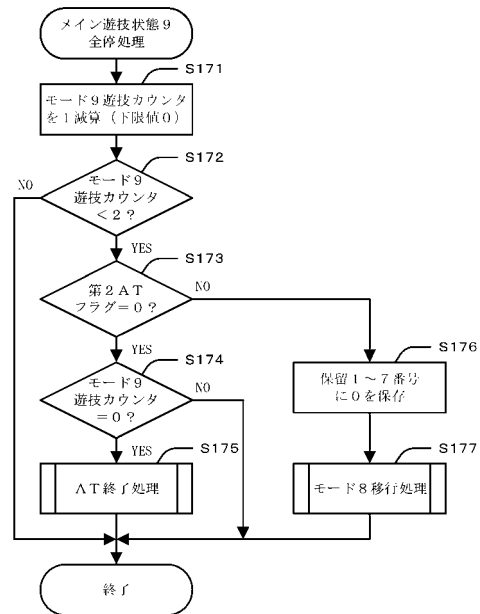 メイン遊技状態９
全停処理
S171
モード９遊技カウンタ
を１減算（下限値０）
S172
モード９
遊技カウンタ
＜２？
NO
YES
S173
第２ＡＴ
フラグ＝０？
NO
YES
S174
モード９
遊技カウンタ
＝０？
NO
YES
S175
ＡＴ終了処理
S176
保留１～７番号
に０を保存
S177
モード８移行処理
終了